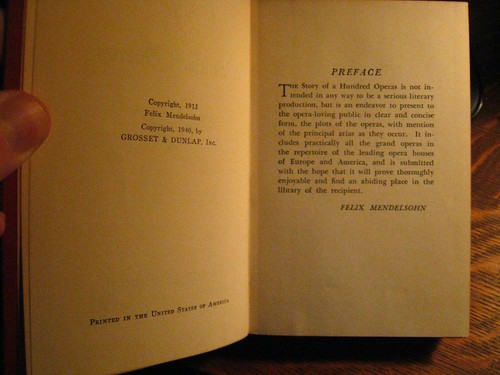 Copyright, 1913
Felix Mendelsohn
Copyright, 1940, by
GROSSET & DUNLAP, Inc.
PRINTED IN THE UNITED STATES OF AMERICA
PREFACE
THE Story of a Hundred Operas is not in-
tended in any way to be a serious literary
production, but is an endeavor to present to
the opera-loving public in clear and concise
form, the plots of the operas, with mention
of the principal arias as they occur. It in-
cludes practically all the grand operas in
the repertoire of the leading opera houses
of Europe and America, and is submitted
with the hope that it will prove thoroughly
enjoyable and find an abiding place in the
library of the recipient.
FELIX MENDELSOHN